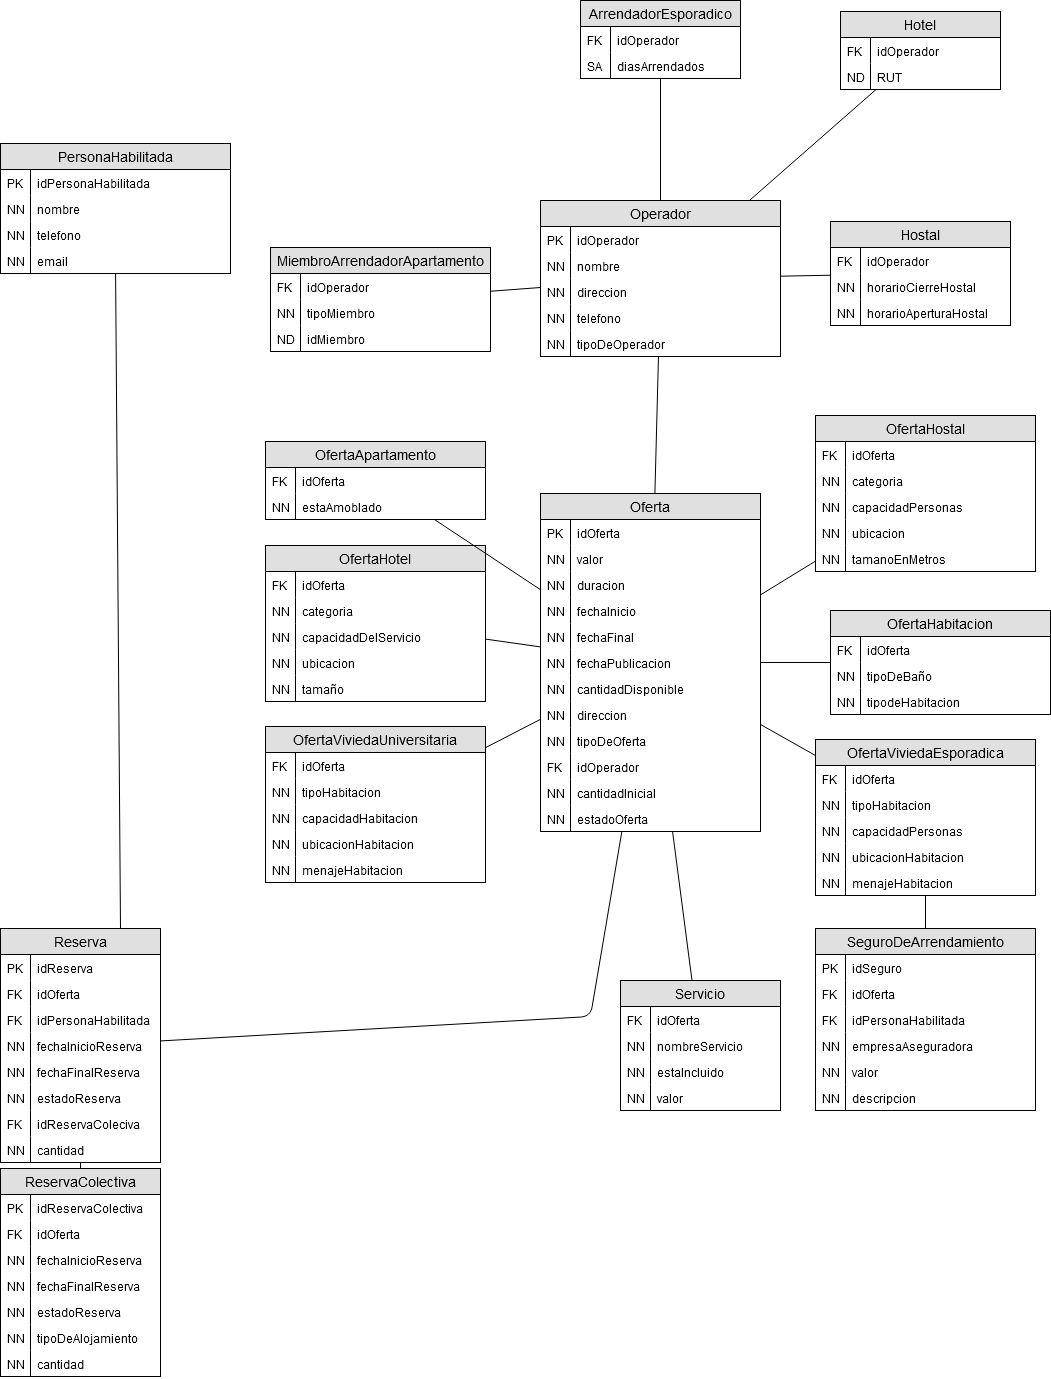 ArrendadorEsporadico
FK idOperador
SA diasArrendados
Hotel
FK idOperador
ND RUT
PersonaHabilitada
PK idPersonaHabilitada
NN nombre
NN telefono
NN email
Operador
PK idOperador
NN nombre
NN direccion
NN telefono
NN tipoDeOperador
Hostal
FK idOperador
NN horarioCierreHostal
NN horarioAperturaHostal
MiembroArrendadorApartamento
FK idOperador
NN tipoMiembro
ND idMiembro
OfertaApartamento
FK idOferta
NN estaAmoblado
OfertaHostal
FK idOferta
NN categoria
NN capacidadPersonas
NN ubicacion
NN tamanoEnMetros
Oferta
PK idOferta
NN valor
NN duracion
NN fechaInicio
NN fechaFinal
NN fechaPublicacion
NN cantidadDisponible
NN direccion
NN tipoDeOferta
FK idOperador
NN cantidadInicial
NN estadoOferta
OfertaHotel
FK idOferta
NN categoria
NN capacidadDelServicio
NN ubicacion
NN tamaño
OfertaHabitacion
FK idOferta
NN tipoDeBaño
NN tipodeHabitacion
OfertaViviedaUniversitaria
FK idOferta
NN tipoHabitacion
NN capacidadHabitacion
NN ubicacionHabitacion
NN menajeHabitacion
OfertaViviedaEsporadica
FK idOferta
NN tipoHabitacion
NN capacidadPersonas
NN ubicacionHabitacion
NN menajeHabitacion
Reserva
PK idReserva
FK idOferta
FK idPersonaHabilitada
NN fechaInicioReserva
NN fechaFinalReserva
NN estadoReserva
FK idReservaColeciva
NN cantidad
SeguroDeArrendamiento
PK idSeguro
FK idOferta
FK idPersonaHabilitada
NN empresaAseguradora
NN valor
NN descripcion
Servicio
FK idOferta
NN nombreServicio
NN estaIncluido
NN valor
ReservaColectiva
PK idReservaColectiva
FK idOferta
NN fechaInicioReserva
NN fechaFinalReserva
NN estadoReserva
NN tipoDeAlojamiento
NN cantidad